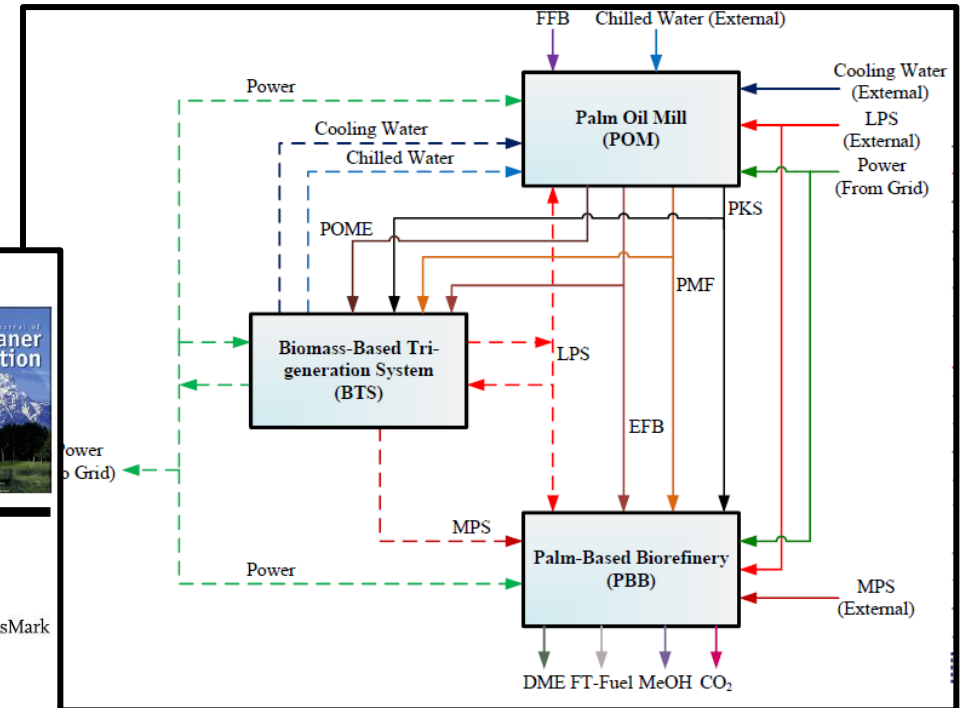 FFB Chilled Water (External)
Cooling Water
(External)
Power
Palm Oil Mill
(POM)
LPS
(External)
Cooling Water
Chilled Water
Power
(From Grid)
PKS
POME
PMF
Biomass-Based Tri-
generation System
(BTS)
LPS
EFB
Grid)
MPS
Palm-Based Biorefinery
(PBB)
Power
MPS
(External)
DME FT-Fuel MeOH CO₂